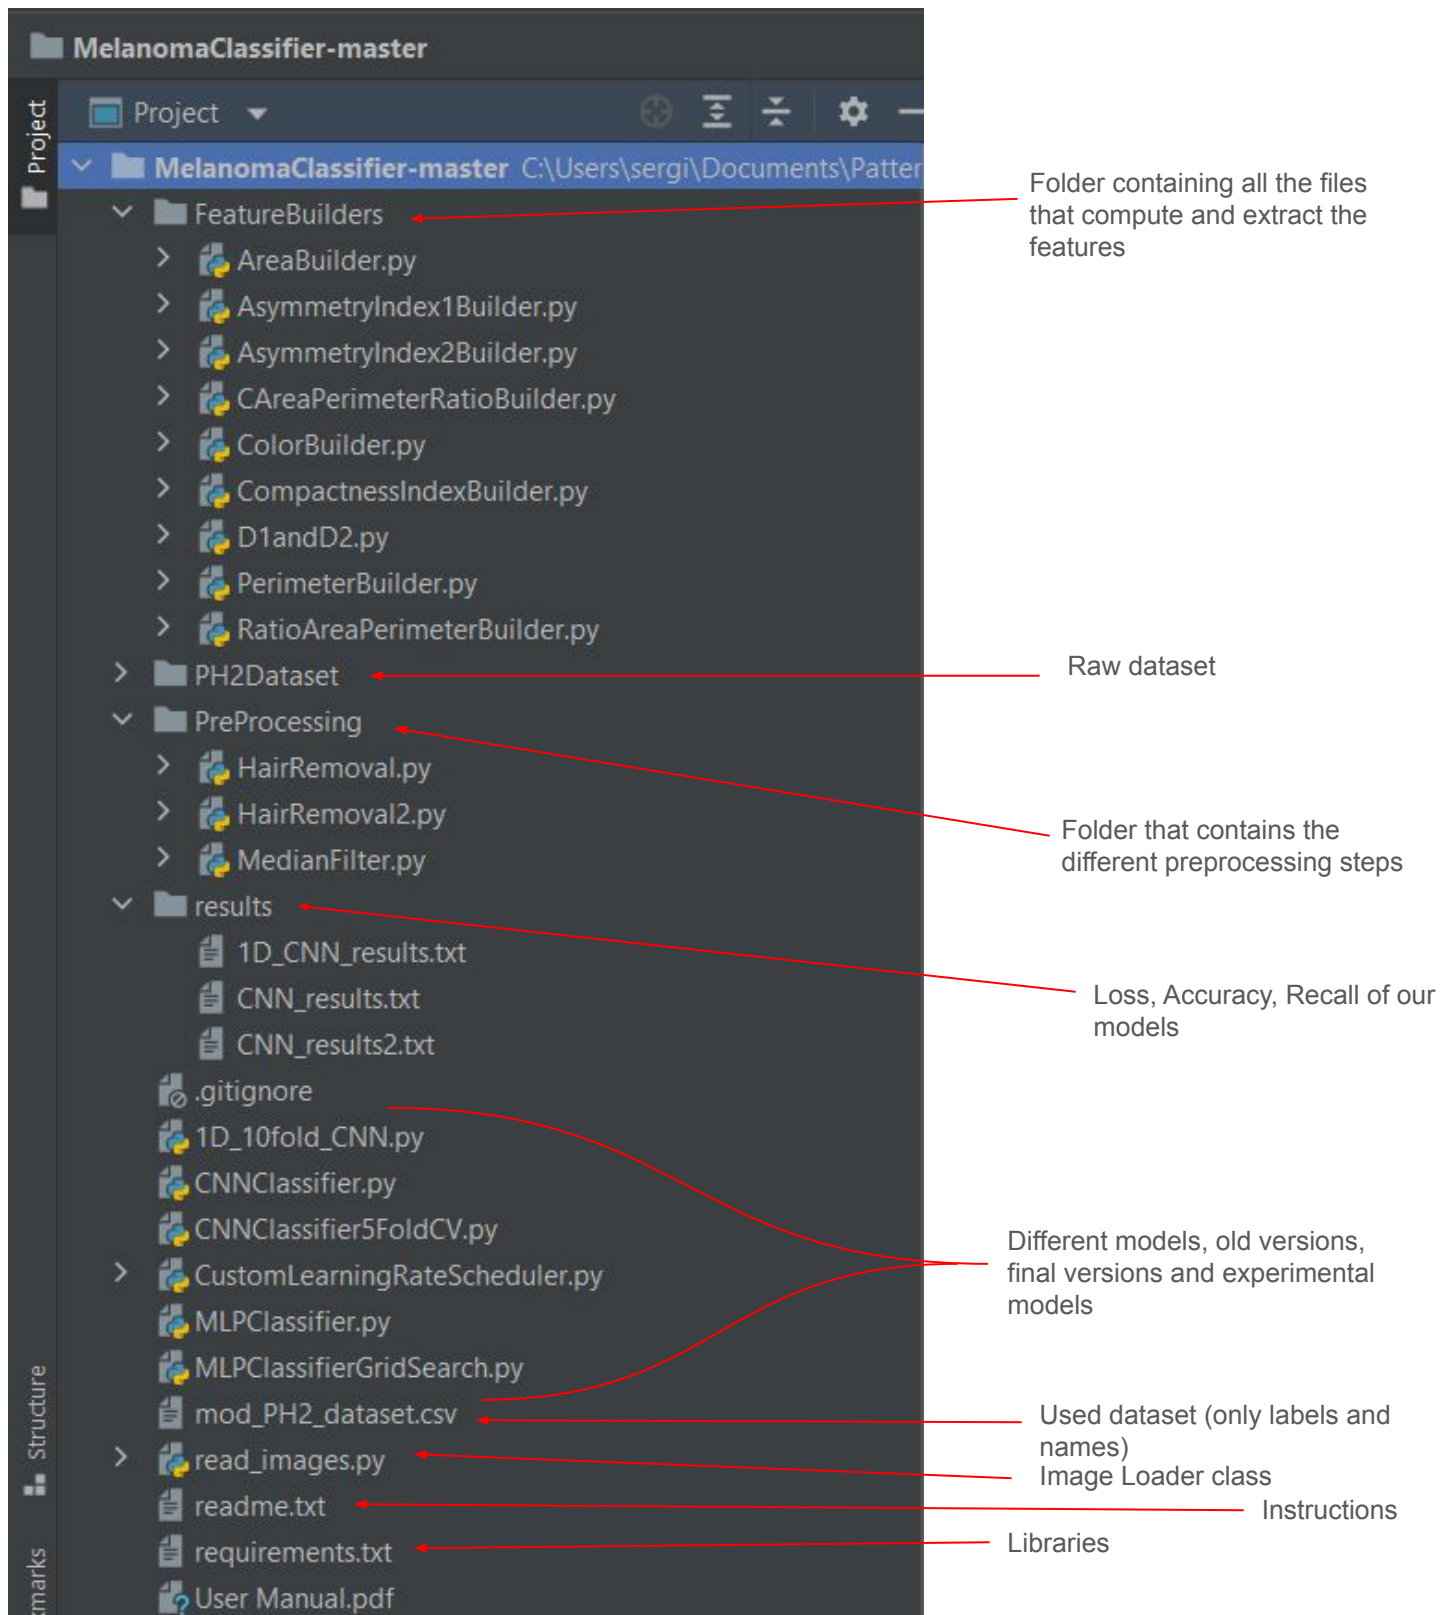 MelanomaClassifier-master
Project
Project
MelanomaClassifier-master C:\Users\sergi\Documents\Patter
FeatureBuilders
Folder containing all the files
that compute and extract the
features
AreaBuilder.py
AsymmetryIndex1Builder.py
AsymmetryIndex2Builder.py
CAreaPerimeterRatioBuilder.py
ColorBuilder.py
CompactnessIndexBuilder.py
D1andD2.py
PerimeterBuilder.py
RatioAreaPerimeterBuilder.py
PH2Dataset
Raw dataset
PreProcessing
HairRemoval.py
HairRemoval2.py
MedianFilter.py
Folder that contains the
different preprocessing steps
results
1D_CNN_results.txt
CNN_results.txt
CNN_results2.txt
Loss, Accuracy, Recall of our
models
.gitignore
1D_10fold_CNN.py
CNNClassifier.py
CNNClassifier5FoldCV.py
CustomLearningRateScheduler.py
MLPClassifier.py
MLPClassifierGridSearch.py
Different models, old versions,
final versions and experimental
models
Structure
mod_PH2_dataset.csv
Used dataset (only labels and
names)
read_images.py
Image Loader class
readme.txt
Instructions
requirements.txt
Libraries
User Manual.pdf
marks